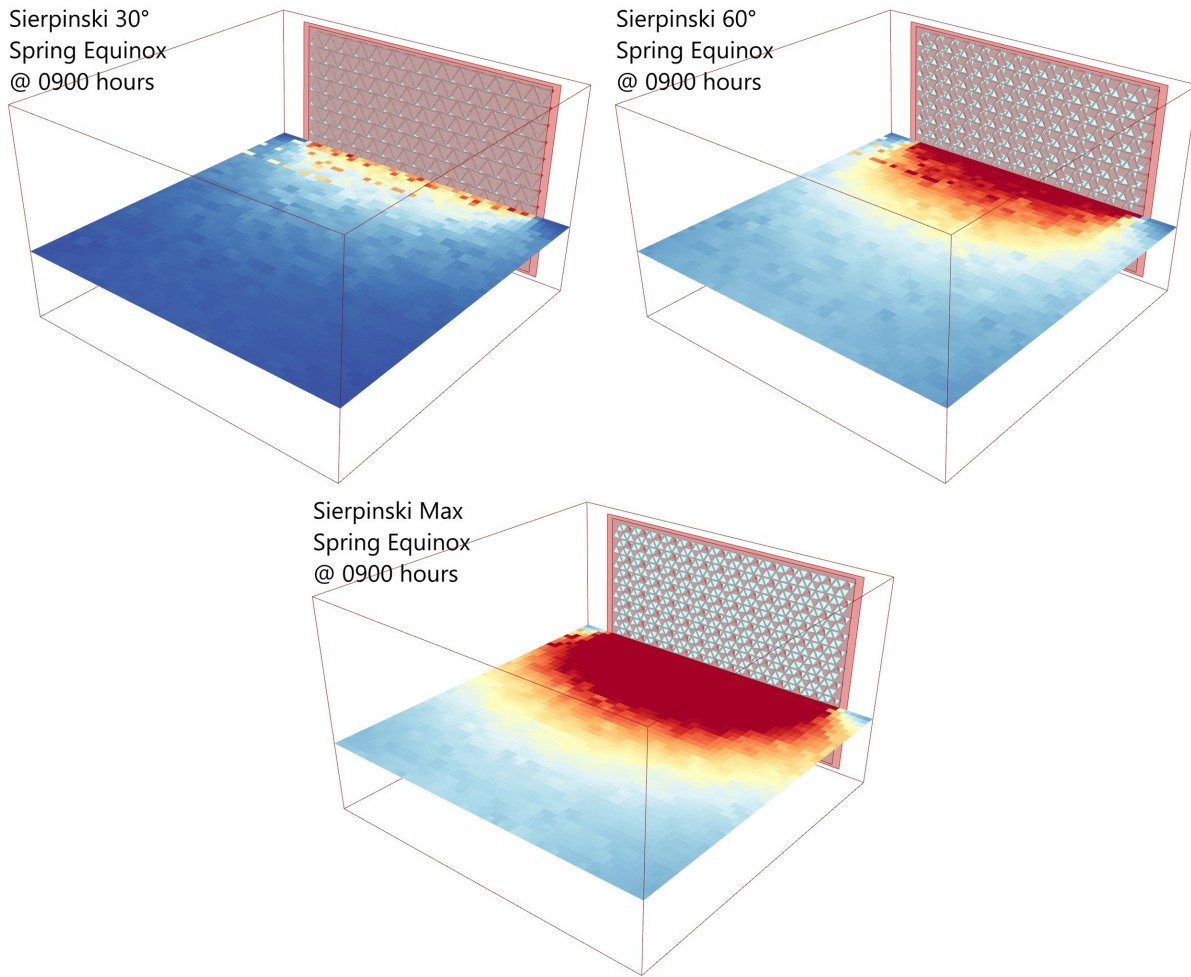 Sierpinski 30°
Spring Equinox
@ 0900 hours
Sierpinski 60°
Spring Equinox
@ 0900 hours
Sierpinski Max
Spring Equinox
@ 0900 hours